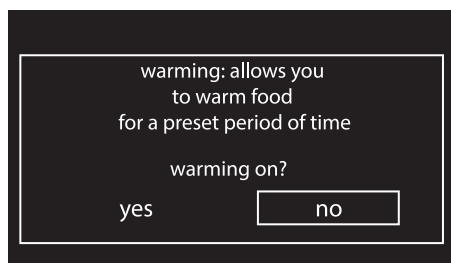 warming: allows you
to warm food
for a preset period of time
warming on?
yes no